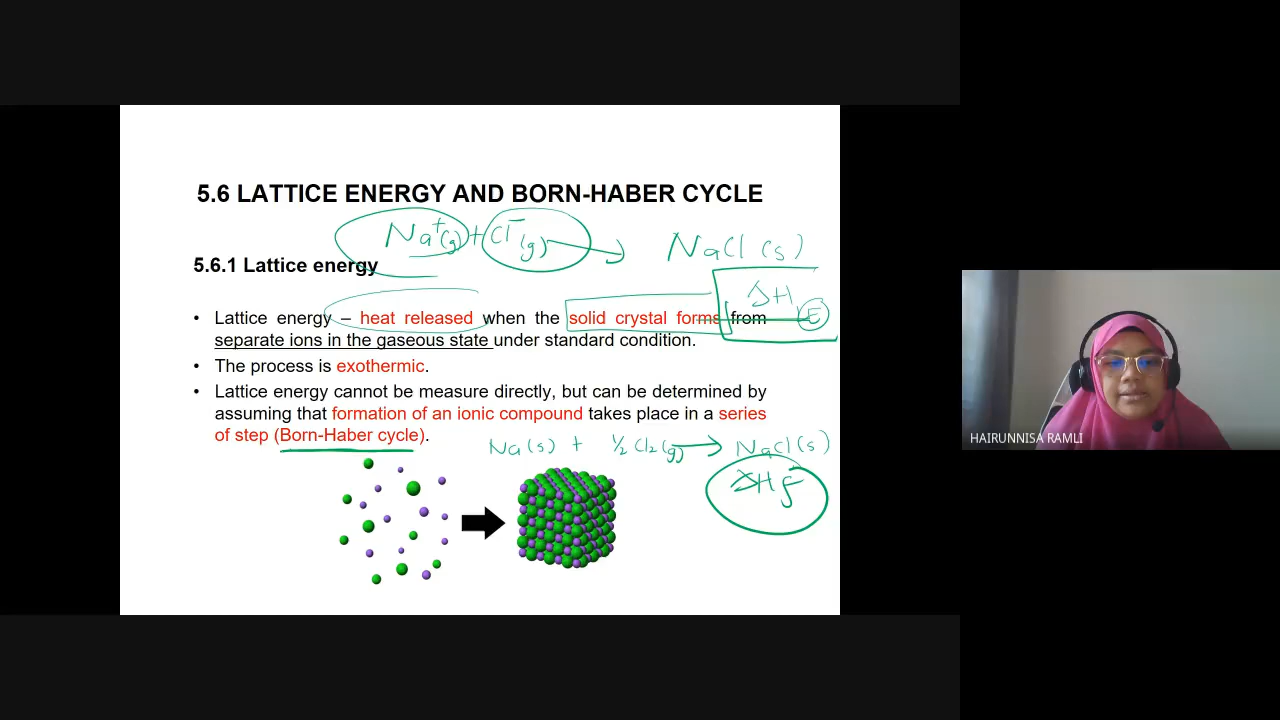 5.6 LATTICE ENERGY AND BORN-HABER CYCLE
Na+(g) + Cl-(g) → NaCl (s)
5.6.1 Lattice energy
ΔH
• Lattice energy – heat released when the solid crystal forms from
E
separate ions in the gaseous state under standard condition.
• The process is exothermic.
• Lattice energy cannot be measure directly, but can be determined by
assuming that formation of an ionic compound takes place in a series
of step (Born-Haber cycle).
Na(s) + 1/2 Cl2(g) → NaCl(s)
ΔHf
HAIRUNNISA RAMLI